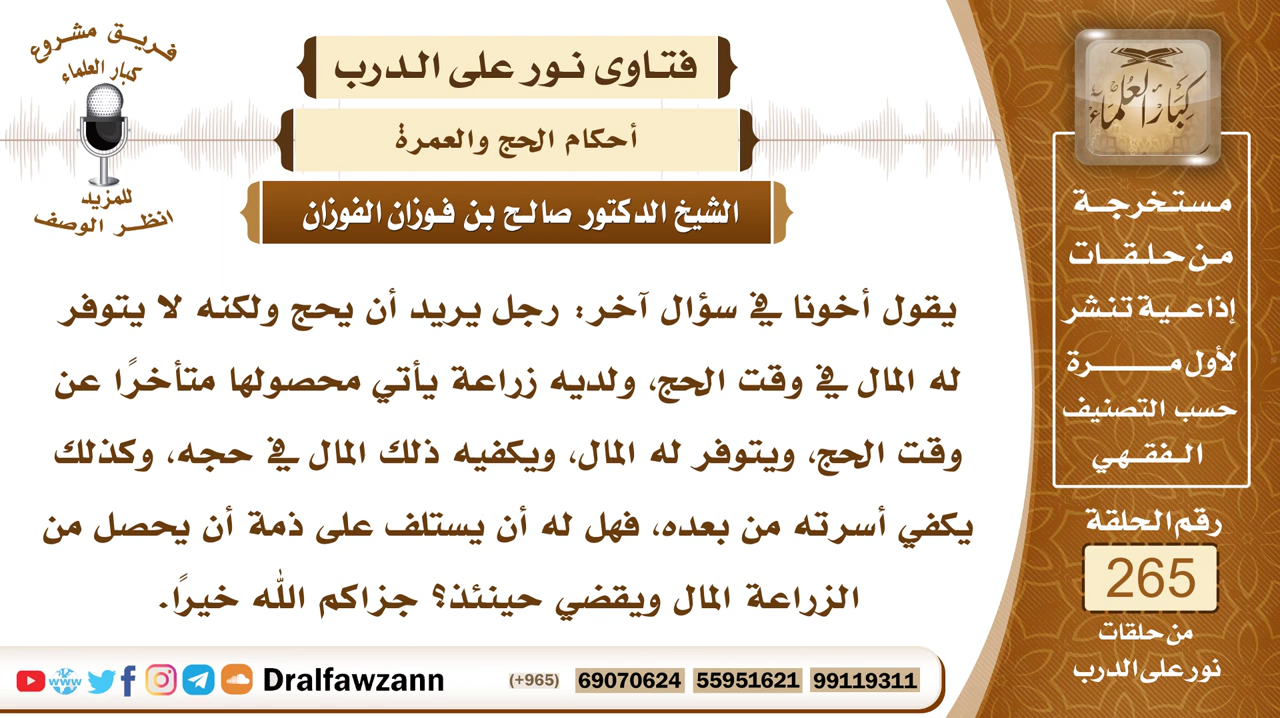 فريق مشروع
كبار العلماء
للمزيد
انظر الوصف
فتاوى نور على الدرب
أحكام الحج والعمرة
الشيخ الدكتور صالح بن فوزان الفوزان
يقول أخونا في سؤال آخر: رجل يريد أن يحج ولكنه لا يتوفر
له المال في وقت الحج، ولديه زراعة يأتي محصولها متأخرًا عن
وقت الحج، ويتوفر له المال، ويكفيه ذلك المال في حجه، وكذلك
يكفي أسرته من بعده، فهل له أن يستلف على ذمة أن يحصل من
الزراعة المال ويقضي حينئذ؟ جزاكم الله خيرًا.
كبار العلماء
مستخرجة
من حلقات
إذاعية تنشر
لأول مرة
حسب التصنيف
الفقهي
رقم الحلقة
265
من حلقات
نور على الدرب
www
Dralfawzann
(+965) 69070624 55951621 99119311